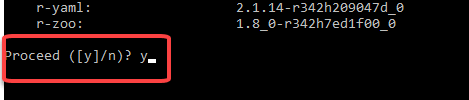 r-yaml: 2.1.14-r342h209047d_0
r-zoo: 1.8_0-r342h7ed1f00_0
Proceed ([y]/n)? y